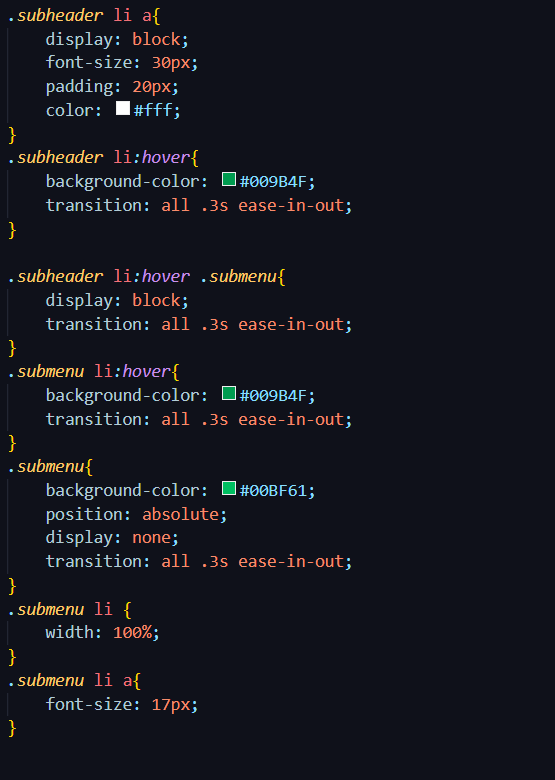 .subheader li a{
display: block;
font-size: 30px;
padding: 20px;
color: #fff;
}
.subheader li:hover{
background-color: #009B4F;
transition: all .3s ease-in-out;
}
.subheader li:hover .submenu{
display: block;
transition: all .3s ease-in-out;
}
.submenu li:hover{
background-color: #009B4F;
transition: all .3s ease-in-out;
}
.submenu{
background-color: #00BF61;
position: absolute;
display: none;
transition: all .3s ease-in-out;
}
.submenu li {
width: 100%;
}
.submenu li a{
font-size: 17px;
}